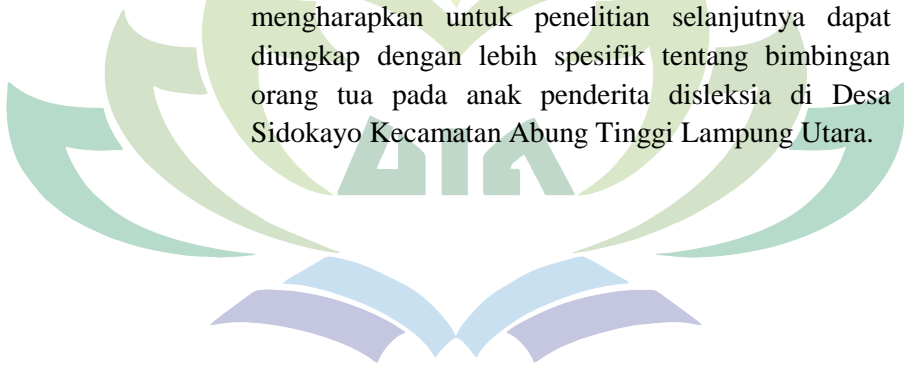 mengharapkan untuk penelitian selanjutnya dapat
diungkap dengan lebih spesifik tentang bimbingan
orang tua pada anak penderita disleksia di Desa
Sidokayo Kecamatan Abung Tinggi Lampung Utara.